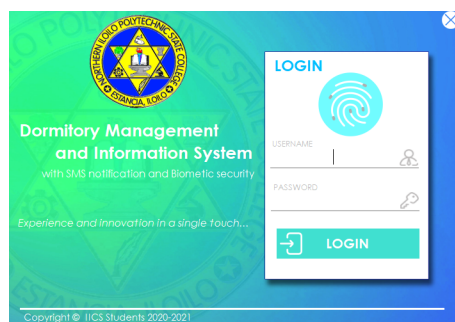 NORTHERN ILOILO POLYTECHNIC STATE COLLEGE
ESTANCIA, ILOILO
Dormitory Management
and Information System
with SMS notification and Biometic security
Experience and innovation in a single touch...
LOGIN
USERNAME
PASSWORD
LOGIN
Copyright © IICS Students 2020-2021